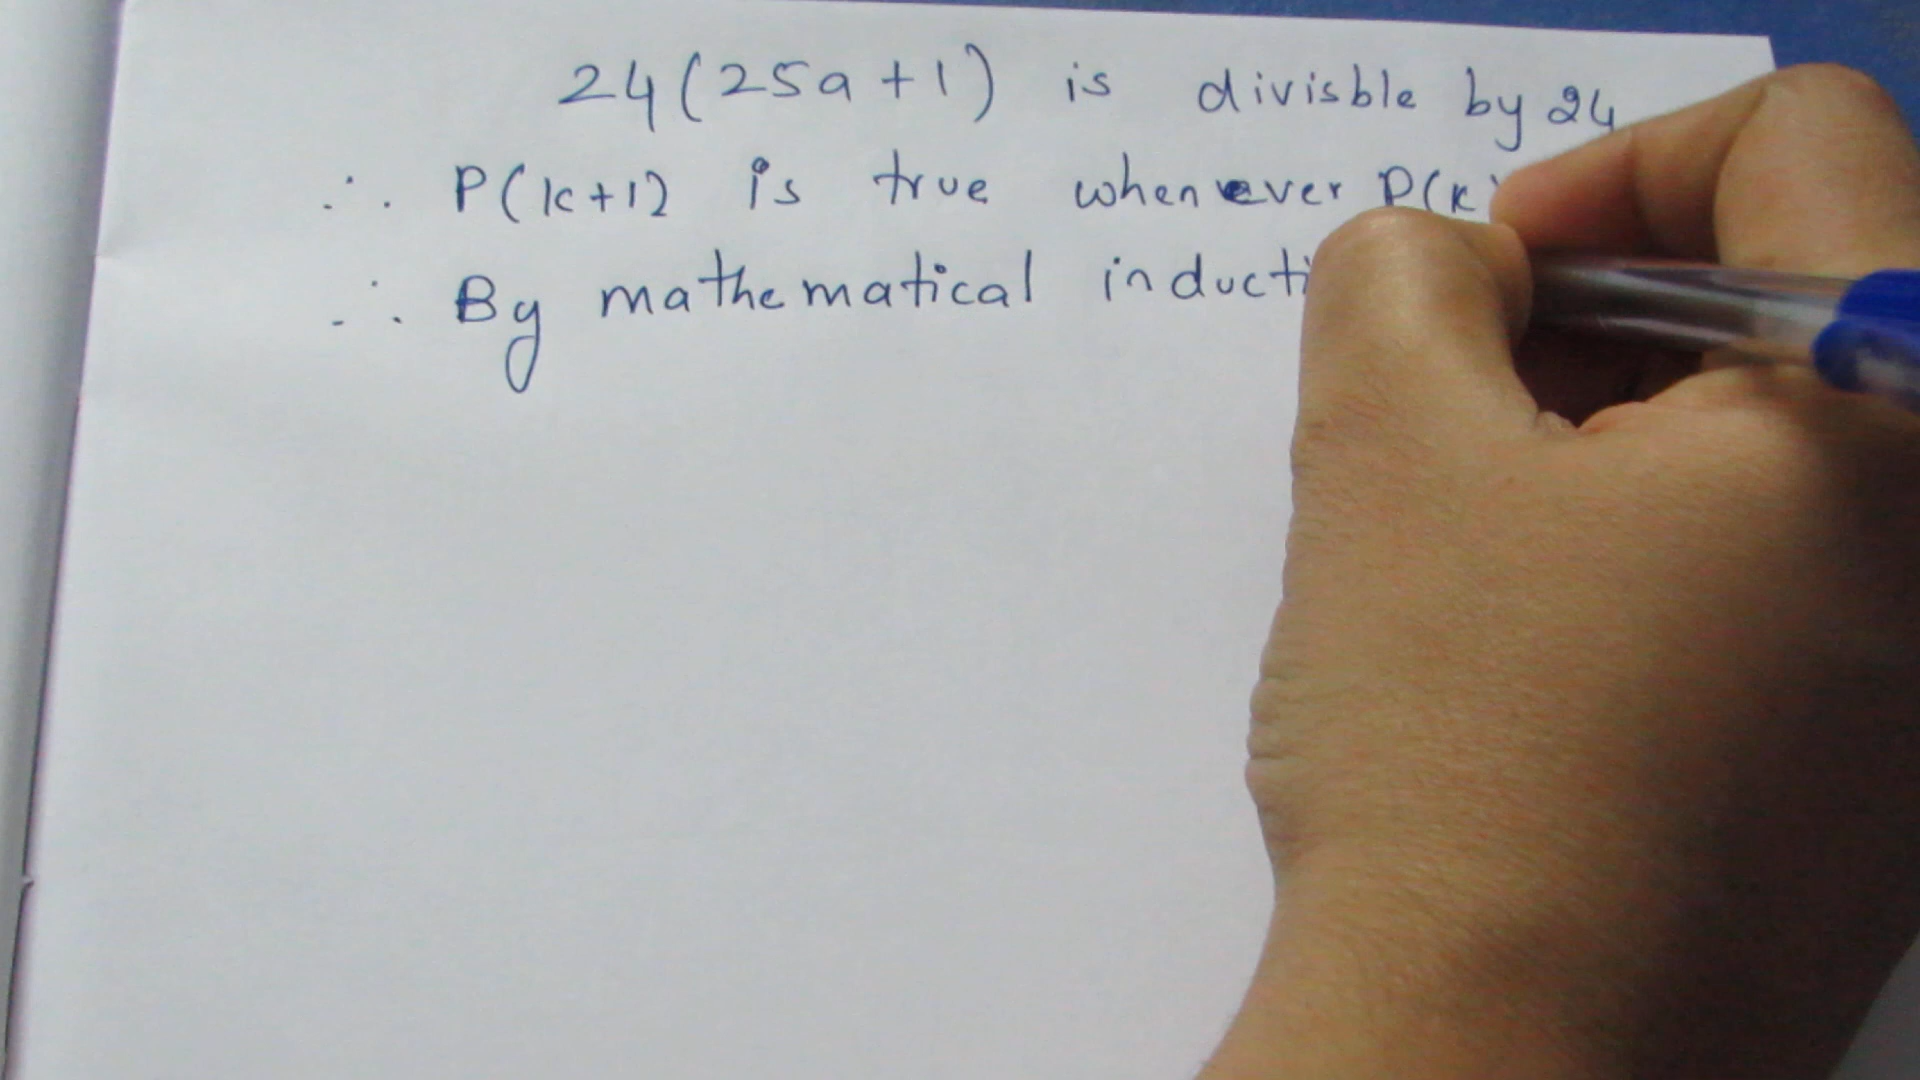 24(25a+1) is divisble by 24
∴ P(k+1) is true whenever P(k)
∴ By mathematical inducti